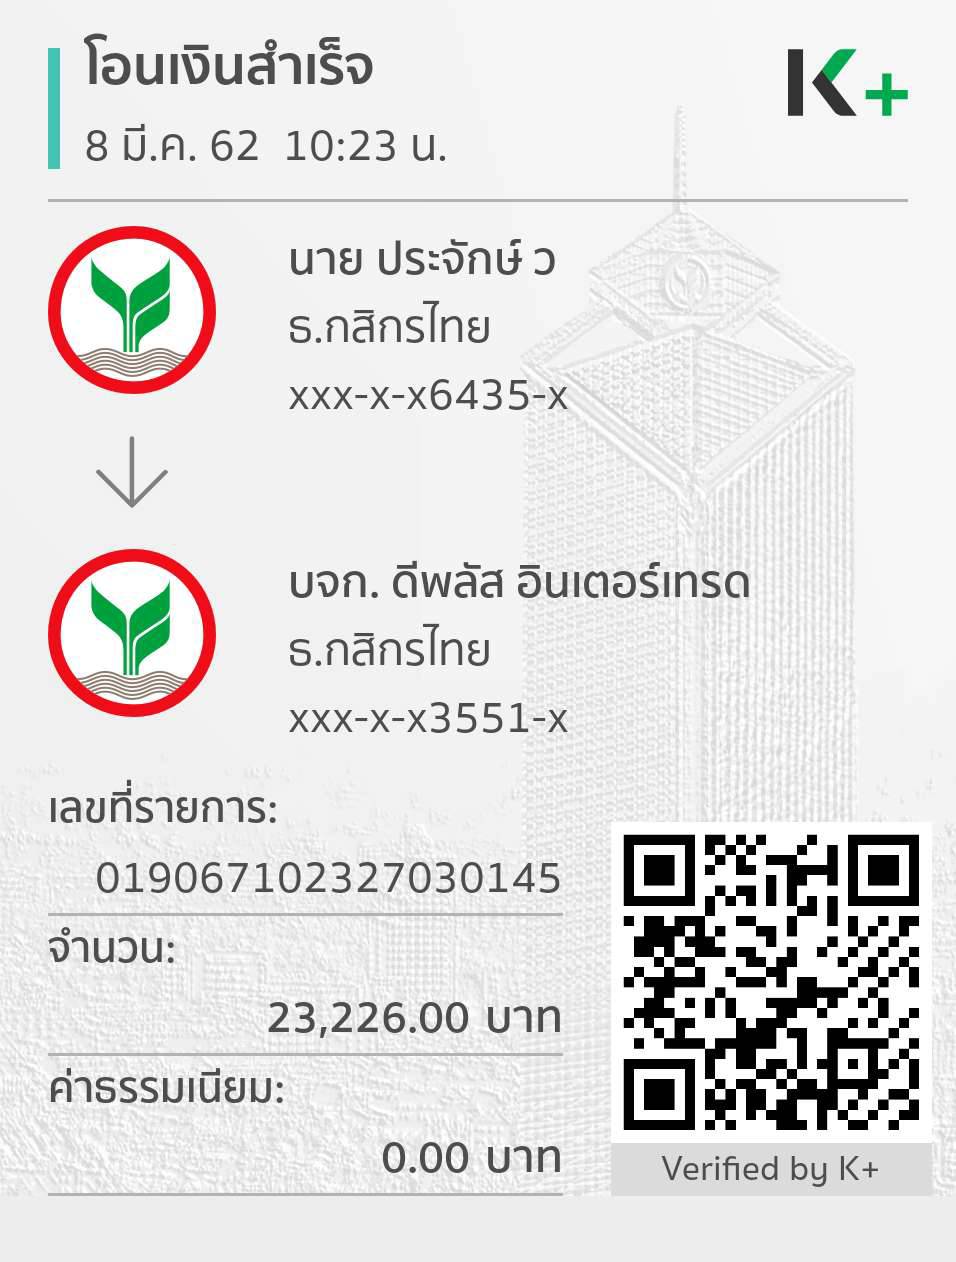 โอนเงินสำเร็จ
8 มี.ค. 62 10:23 น.
K+
นาย ประจักษ์ ว
ธ.กสิกรไทย
xxx-x-x6435-x
บจก. ดีพลัส อินเตอร์เทรด
ธ.กสิกรไทย
xxx-x-x3551-x
เลขที่รายการ:
019067102327030145
จำนวน:
23,226.00 บาท
ค่าธรรมเนียม:
0.00 บาท
Verified by K+